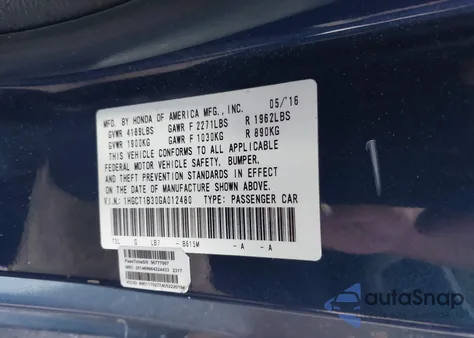 MFD. BY HONDA OF AMERICA MFG., INC. 05/'16
GVWR 4189LBS GAWR F 2271LBS R 1962LBS
GVWR 1900KG GAWR F 1030KG R 890KG
THIS VEHICLE CONFORMS TO ALL APPLICABLE
FEDERAL MOTOR VEHICLE SAFETY, BUMPER,
AND THEFT PREVENTION STANDARDS IN EFFECT
ON THE DATE OF MANUFACTURE SHOWN ABOVE.
V.I.N.: 1HGCT1B30GA012480 TYPE: PASSENGER CAR
G LB7 - B615M - A - A
autoSnap